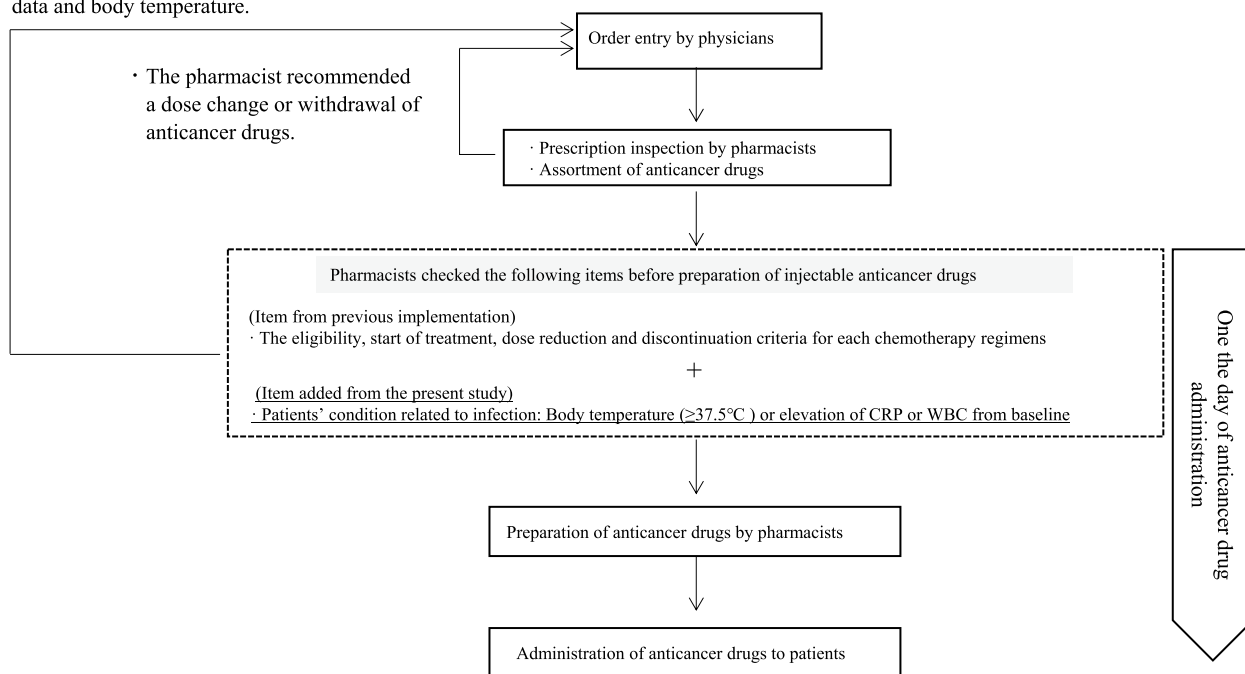 data and body temperature.
Order entry by physicians
・The pharmacist recommended
a dose change or withdrawal of
anticancer drugs.
· Prescription inspection by pharmacists
· Assortment of anticancer drugs
Pharmacists checked the following items before preparation of injectable anticancer drugs
(Item from previous implementation)
· The eligibility, start of treatment, dose reduction and discontinuation criteria for each chemotherapy regimens
+
(Item added from the present study)
· Patients’ condition related to infection: Body temperature (≥37.5℃ ) or elevation of CRP or WBC from baseline
One the day of anticancer drug
administration
Preparation of anticancer drugs by pharmacists
Administration of anticancer drugs to patients